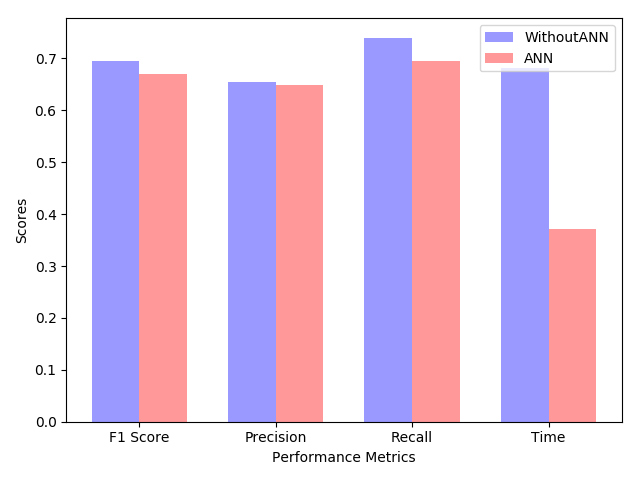 WithoutANN
ANN
0.7
0.6
0.5
0.4
0.3
0.2
0.1
0.0
Scores
F1 Score Precision Recall Time
Performance Metrics